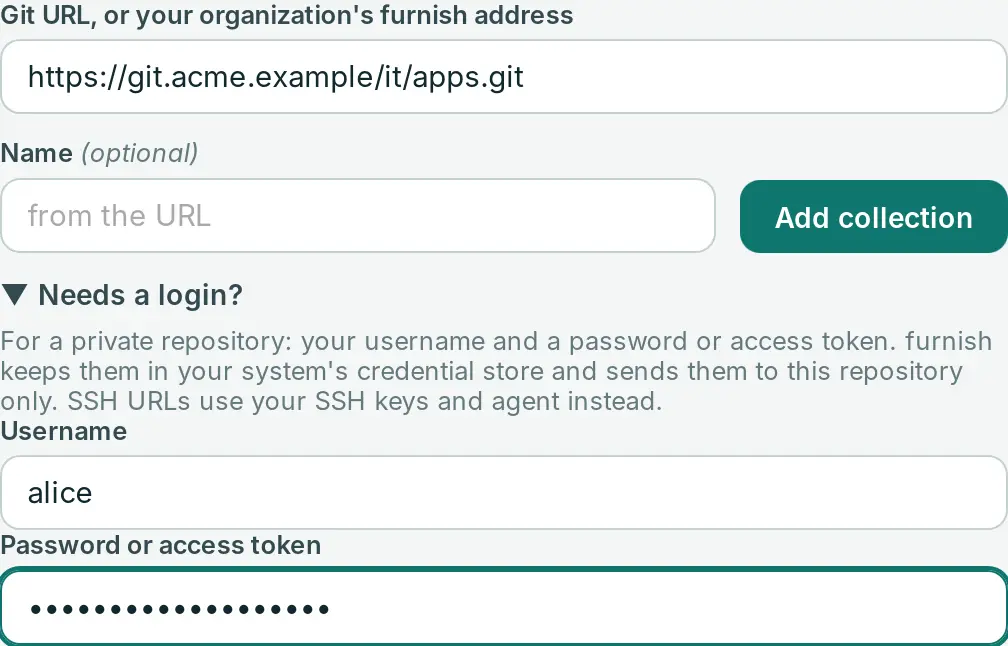 Git URL, or your organization's furnish address
https://git.acme.example/it/apps.git
Name (optional)
from the URL
Add collection
▼ Needs a login?
For a private repository: your username and a password or access token. furnish
keeps them in your system's credential store and sends them to this repository
only. SSH URLs use your SSH keys and agent instead.
Username
alice
Password or access token
•••••••••••••••••••